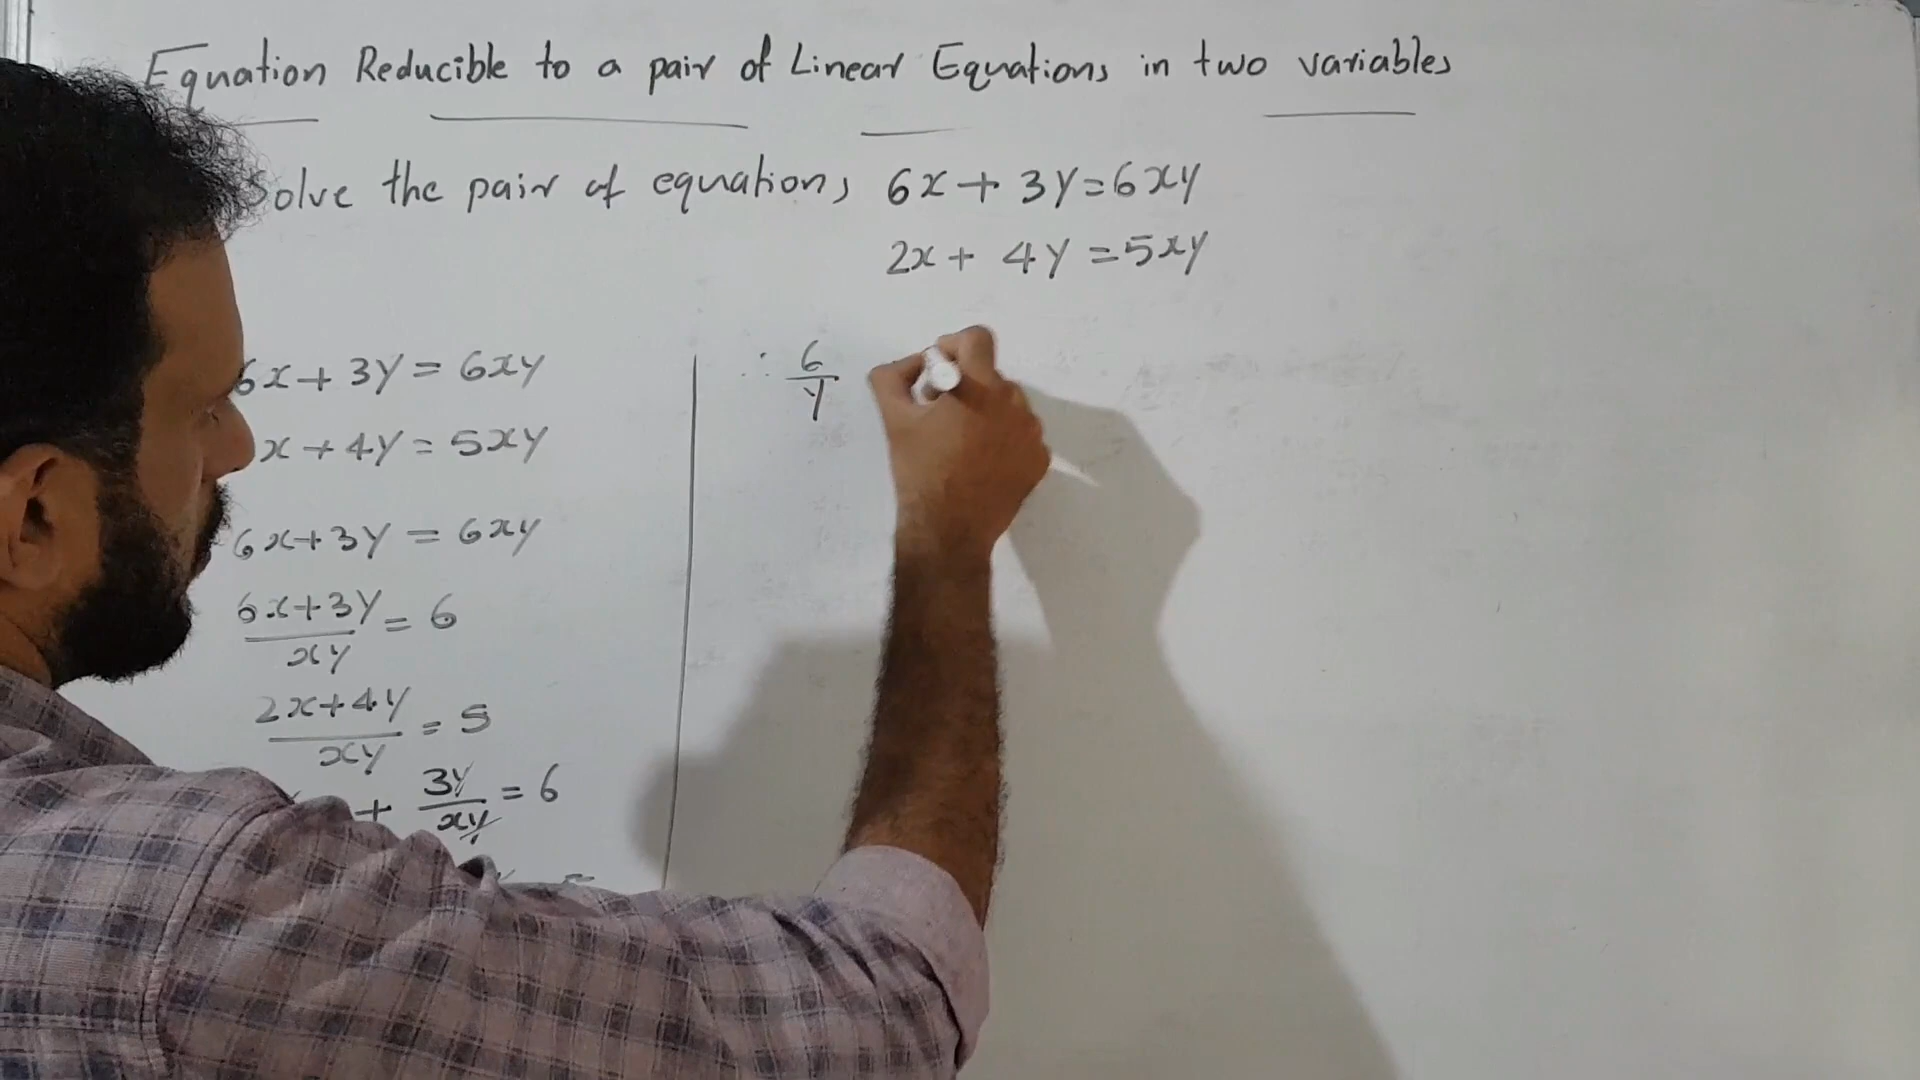 Equation Reducible to a pair of Linear Equations in two variables
Solve the pair of equations 6x + 3y = 6xy
2x + 4y = 5xy
6x + 3y = 6xy
x + 4y = 5xy
6x + 3y = 6xy
6x + 3y / xy = 6
2x + 4y / xy = 5
+ 3y / xy = 6
∴ 6 / y